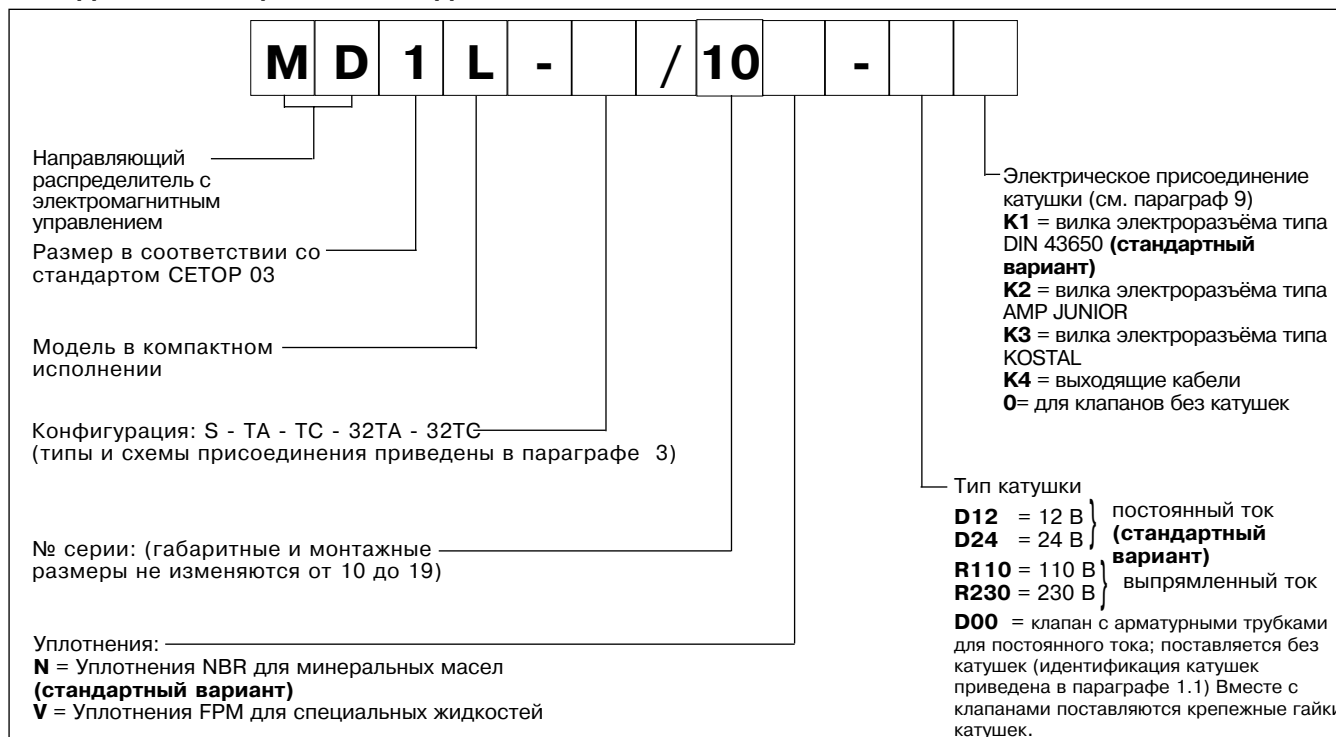 M D 1 L - / 10 -
Направляющий
распределитель с
электромагнитным
управлением
Размер в соответствии со
стандартом CETOP 03
Модель в компактном
исполнении
Конфигурация: S - TA - TC - 32TA - 32TC
(типы и схемы присоединения приведены в параграфе 3)
№ серии: (габаритные и монтажные
размеры не изменяются от 10 до 19)
Уплотнения:
N = Уплотнения NBR для минеральных масел
(стандартный вариант)
V = Уплотнения FPM для специальных жидкостей
Электрическое присоединение
катушки (см. параграф 9)
K1 = вилка электроразъёма типа
DIN 43650 (стандартный
вариант)
K2 = вилка электроразъёма типа
AMP JUNIOR
K3 = вилка электроразъёма типа
KOSTAL
K4 = выходящие кабели
0= для клапанов без катушек
Тип катушки
D12 = 12 В
D24 = 24 В
постоянный ток
(стандартный
вариант)
R110 = 110 В
R230 = 230 В
выпрямленный ток
D00 = клапан с арматурными трубками
для постоянного тока; поставляется без
катушек (идентификация катушек
приведена в параграфе 1.1) Вместе с
клапанами поставляются крепежные гайки
катушек.